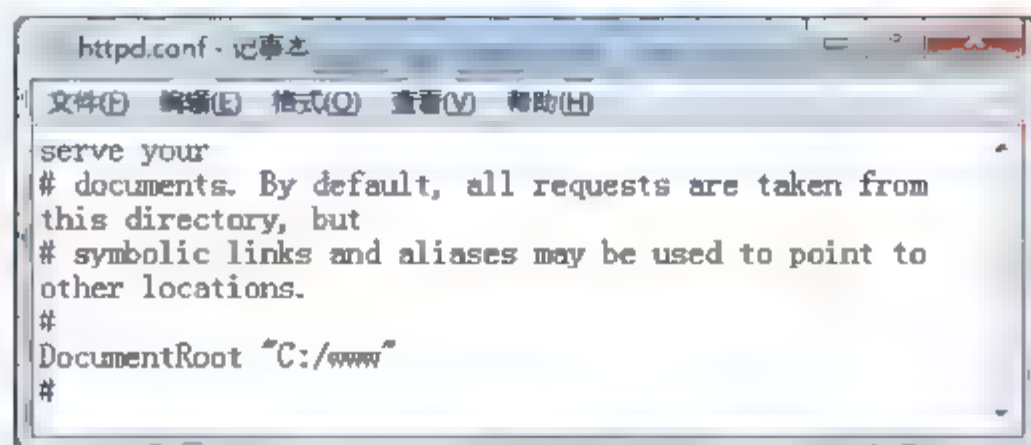 httpd.conf - 记事本
文件(F) 编辑(E) 格式(O) 查看(V) 帮助(H)
serve your
# documents. By default, all requests are taken from
this directory, but
# symbolic links and aliases may be used to point to
other locations.
#
DocumentRoot "C:/www"
#